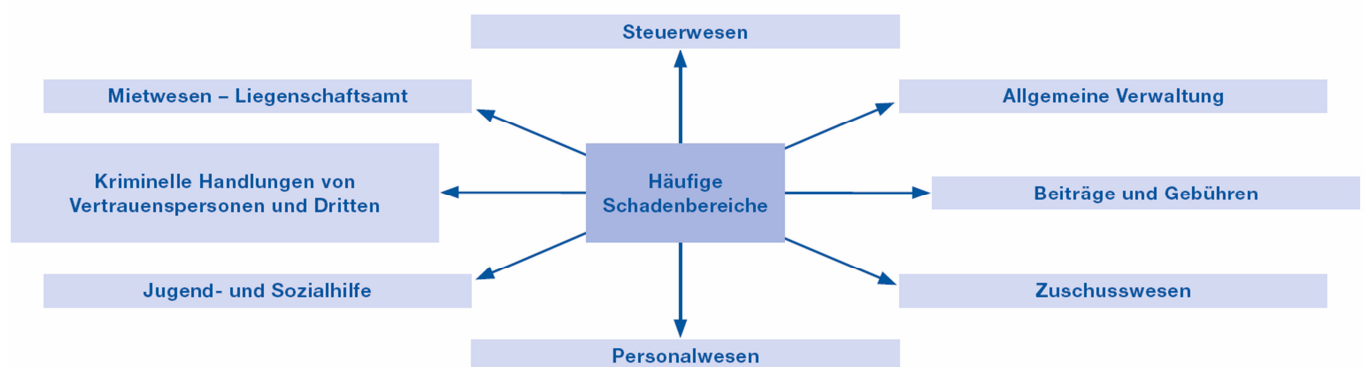 Steuerwesen
Mietwesen – Liegenschaftsamt
Allgemeine Verwaltung
Kriminelle Handlungen von
Vertrauenspersonen und Dritten
Häufige
Schadenbereiche
Beiträge und Gebühren
Jugend- und Sozialhilfe
Zuschusswesen
Personalwesen